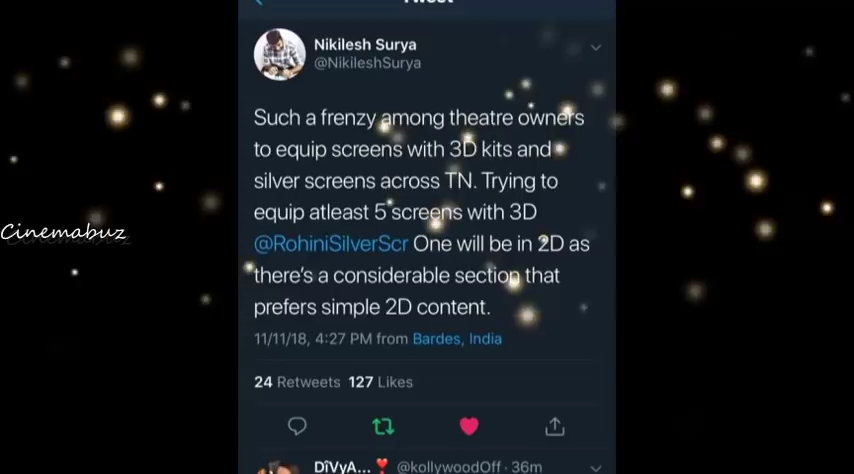 Tweet
Nikilesh Surya
@NikileshSurya
Such a frenzy among theatre owners
to equip screens with 3D kits and
silver screens across TN. Trying to
equip atleast 5 screens with 3D
@RohiniSilverScr One will be in 2D as
there's a considerable section that
prefers simple 2D content.
11/11/18, 4:27 PM from Bardes, India
24 Retweets 127 Likes
DîVyA... @kollywoodOff · 36m
Cinemabuz